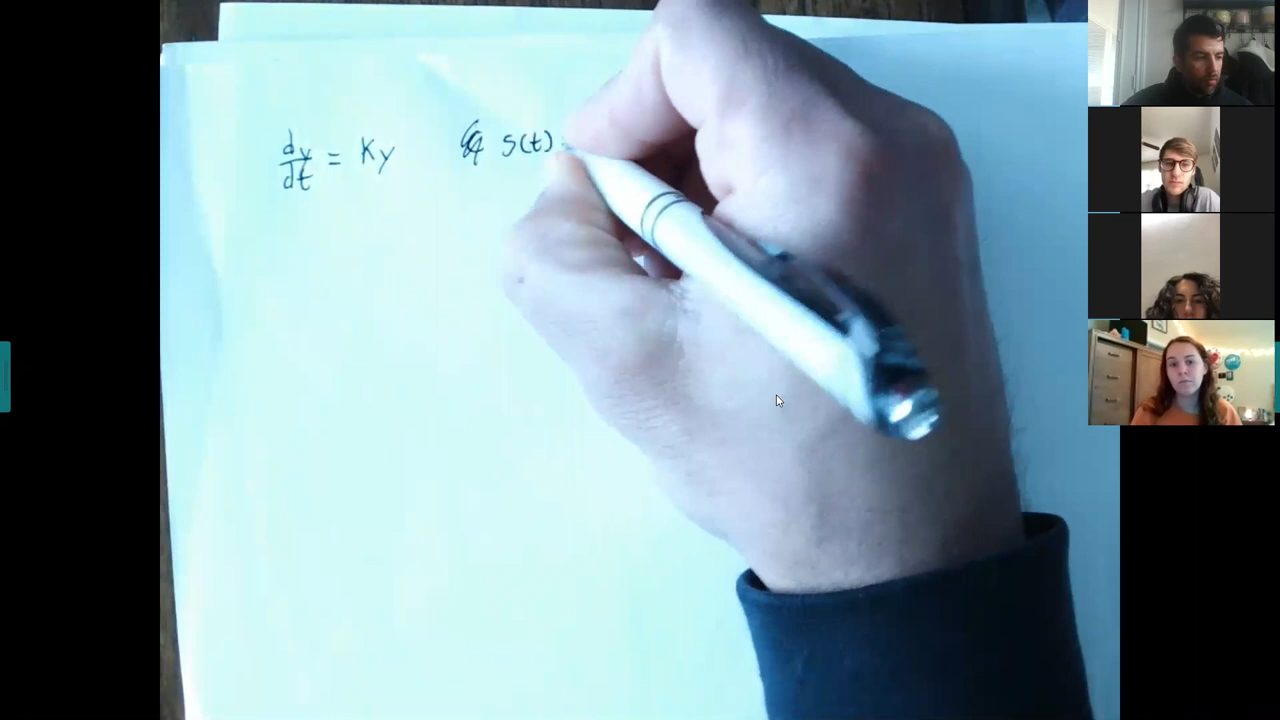 dy/dt = Ky s(t) =